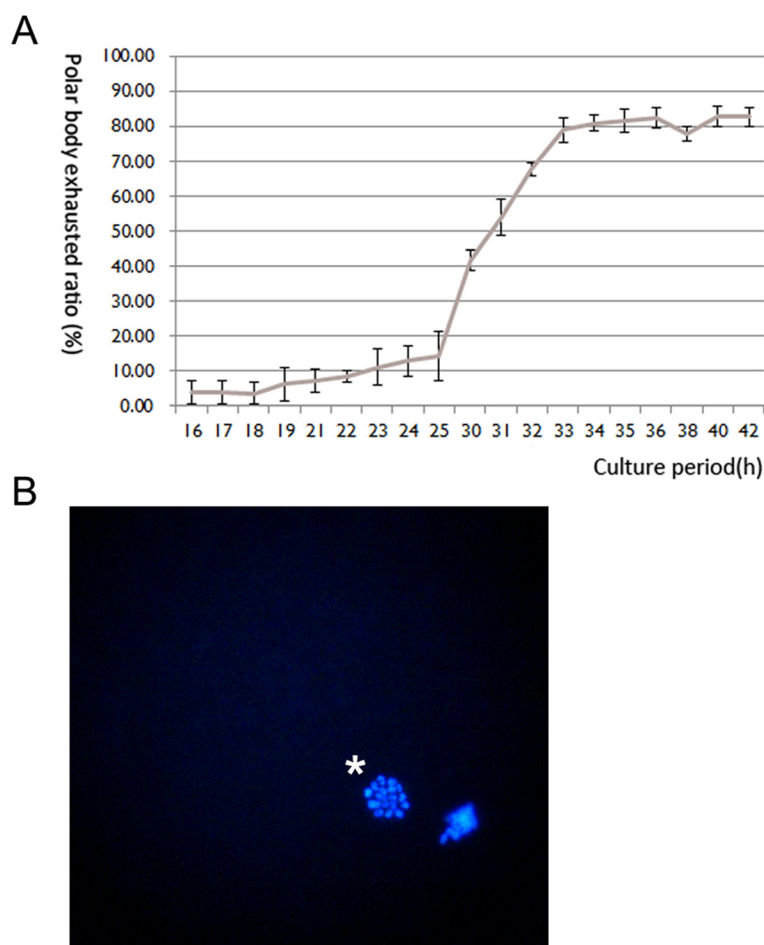 A
Polar body exhausted ratio (%)
100.00
90.00
80.00
70.00
60.00
50.00
40.00
30.00
20.00
10.00
0.00
16 17 18 19 21 22 23 24 25 30 31 32 33 34 35 36 38 40 42
Culture period(h)
B
*